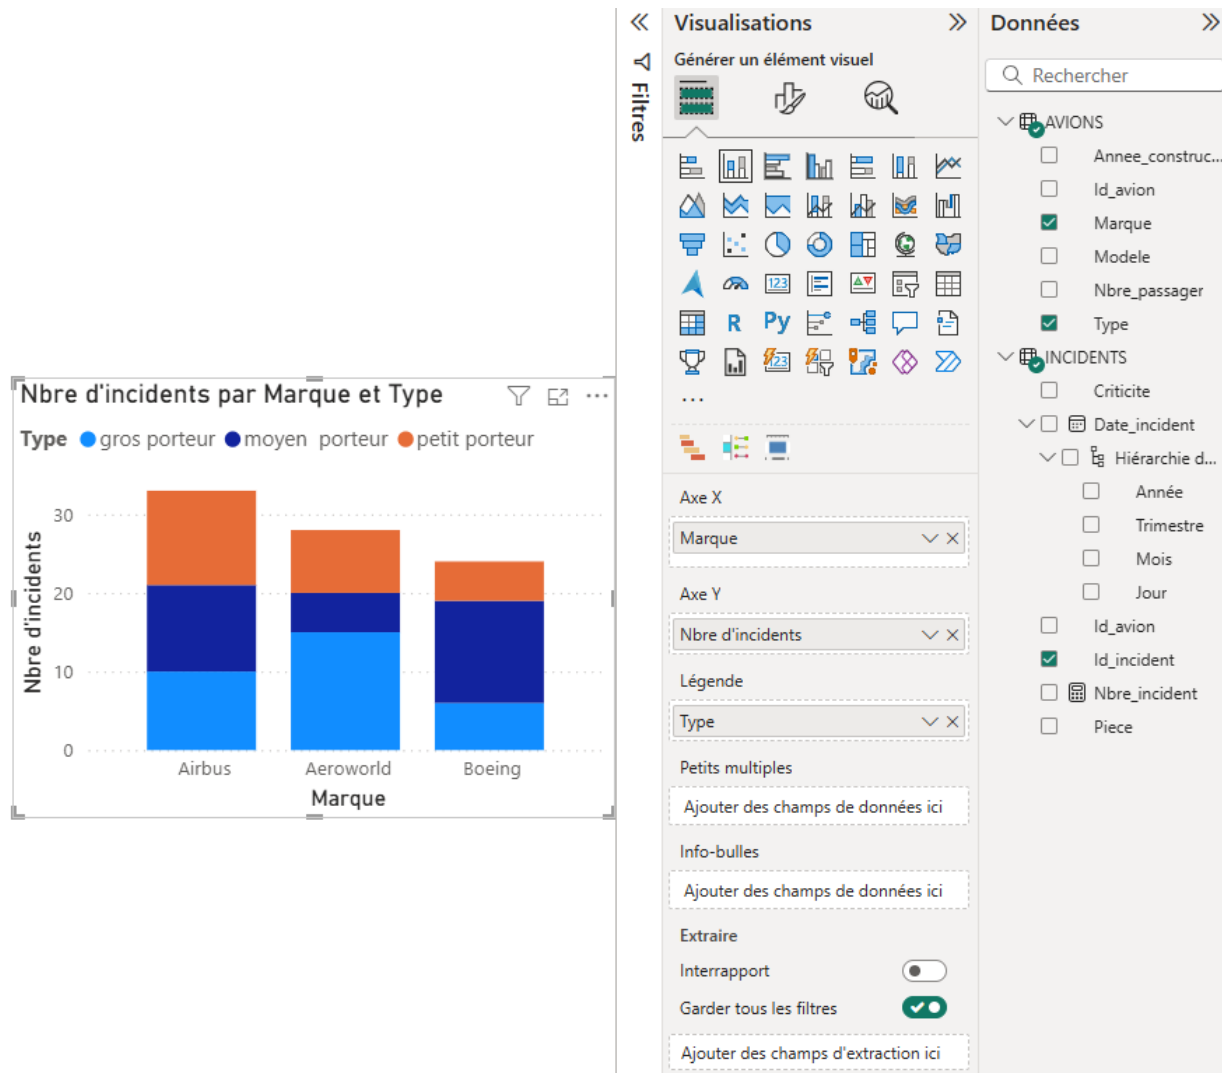 Nbre d'incidents par Marque et Type
Type gros porteur moyen porteur petit porteur
Nbre d'incidents
30
20
10
0
Airbus Aeroworld Boeing
Marque
Filtres
Visualisations
Générer un élément visuel
123
R Py
123
...
Axe X
Marque
Axe Y
Nbre d'incidents
Légende
Type
Petits multiples
Ajouter des champs de données ici
Info-bulles
Ajouter des champs de données ici
Extraire
Interrapport
Garder tous les filtres
Ajouter des champs d'extraction ici
Données
Rechercher
AVIONS
Annee_construc...
Id_avion
Marque
Modele
Nbre_passager
Type
INCIDENTS
Criticite
Date_incident
Hiérarchie d...
Année
Trimestre
Mois
Jour
Id_avion
Id_incident
Nbre_incident
Piece